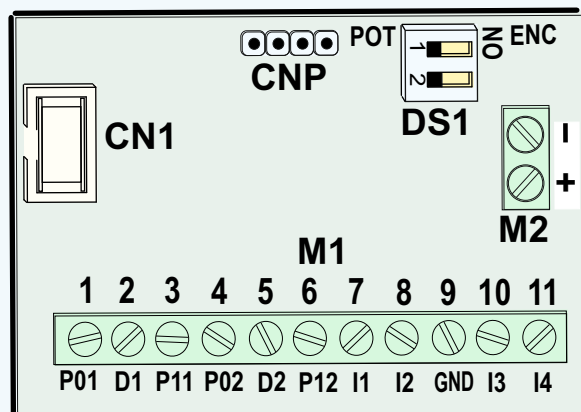 POT ON ENC
1
2
CNP
DS1
CN1
-
+
M2
M1
1 2 3 4 5 6 7 8 9 10 11
P01 D1 P11 P02 D2 P12 I1 I2 GND I3 I4